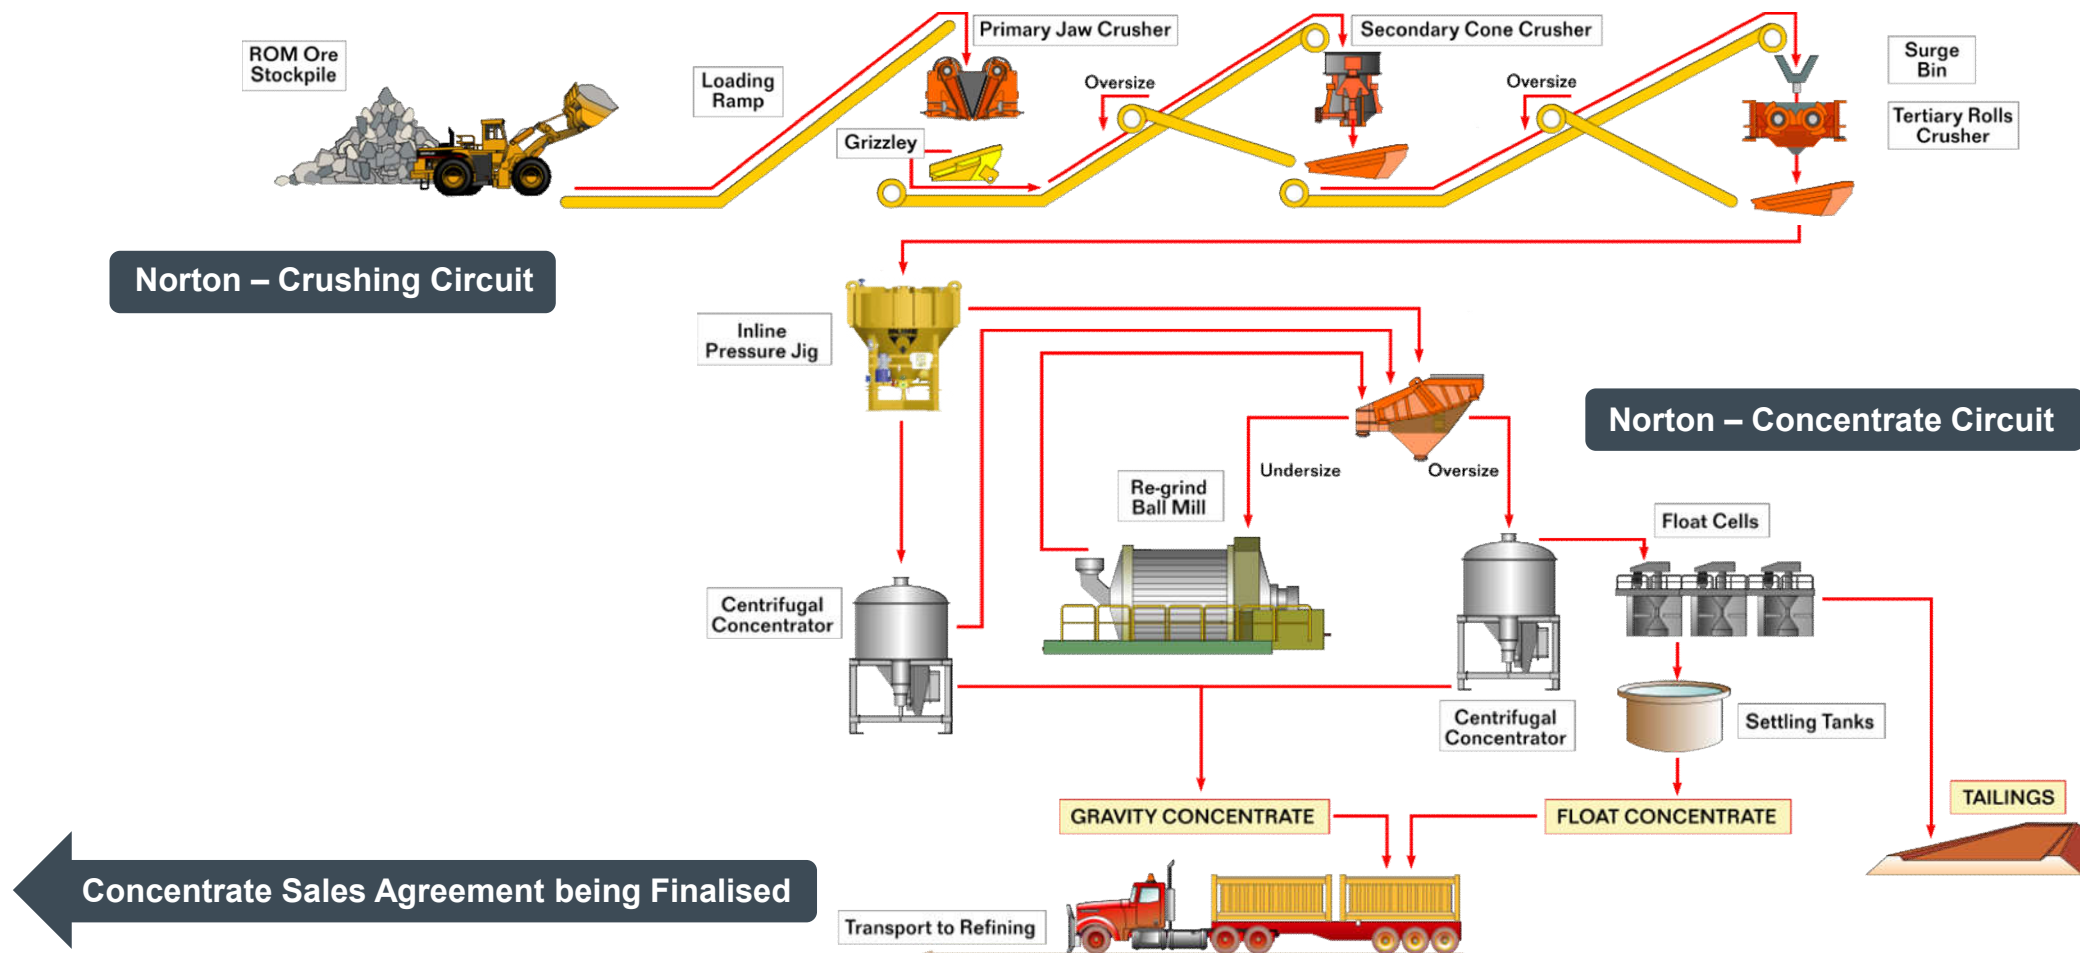 ROM Ore
Stockpile
Loading
Ramp
Primary Jaw Crusher
Grizzley
Oversize
Secondary Cone Crusher
Oversize
Surge
Bin
Tertiary Rolls
Crusher
Norton – Crushing Circuit
Inline
Pressure Jig
Norton – Concentrate Circuit
Undersize
Oversize
Re-grind
Ball Mill
Float Cells
Centrifugal
Concentrator
Centrifugal
Concentrator
Settling Tanks
GRAVITY CONCENTRATE
FLOAT CONCENTRATE
TAILINGS
Concentrate Sales Agreement being Finalised
Transport to Refining